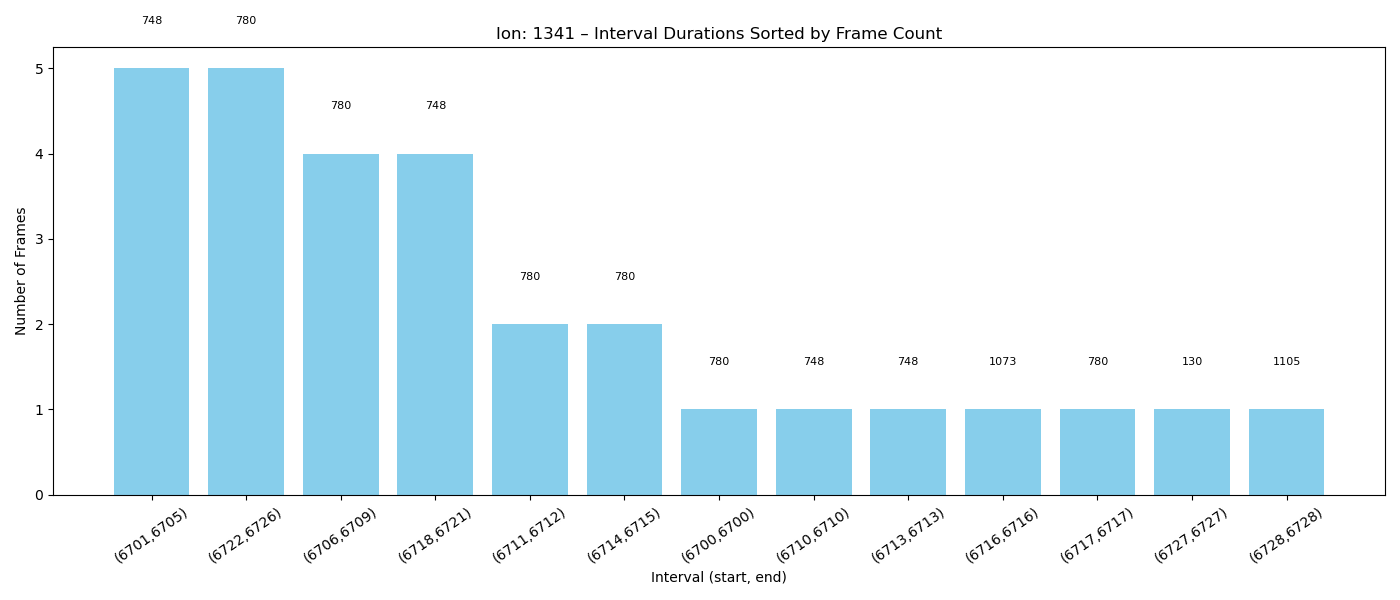 748 780
Ion: 1341 – Interval Durations Sorted by Frame Count
5
780 748
4
3
780 780
2
780 748 748 1073 780 130 1105
1
0
Number of Frames
(6701,6705) (6722,6726) (6706,6709) (6718,6721) (6711,6712) (6714,6715) (6700,6700) (6710,6710) (6713,6713) (6716,6716) (6717,6717) (6727,6727) (6728,6728)
Interval (start, end)